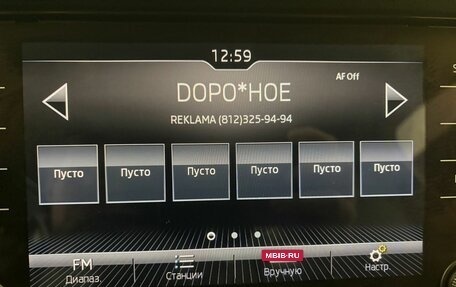 12:59
AF Off
DOPO*HOE
REKLAMA (812)325-94-94
Пусто Пусто Пусто Пусто Пусто Пусто
FM
MBIB.RU
Диапаз. Станции Вручную Настр.